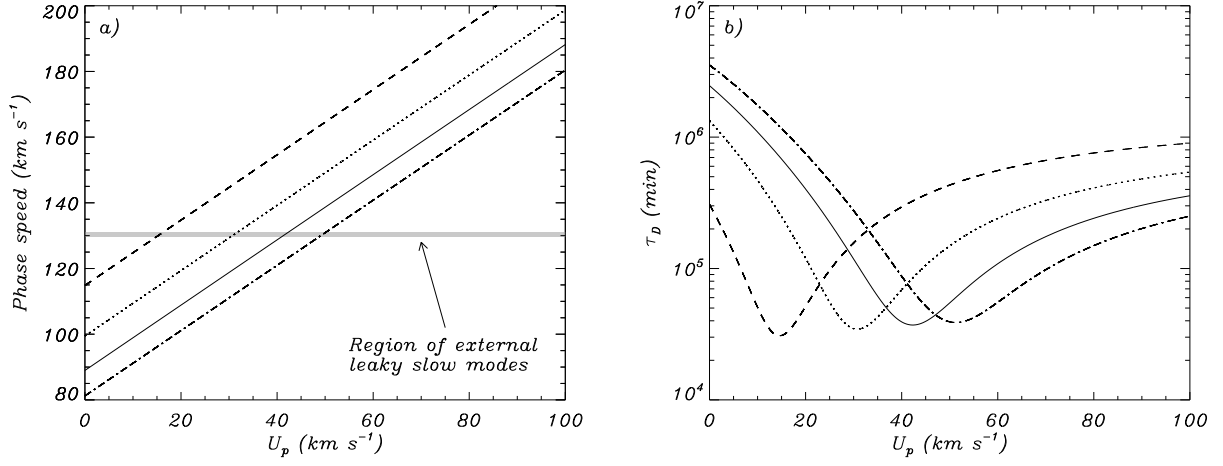 a)
200
180
160
140
120
100
80
Phase speed (km s⁻¹)
Region of external
leaky slow modes
0 20 40 60 80 100
U_p (km s⁻¹)
b)
10⁷
10⁶
10⁵
10⁴
τ_D (min)
0 20 40 60 80 100
U_p (km s⁻¹)